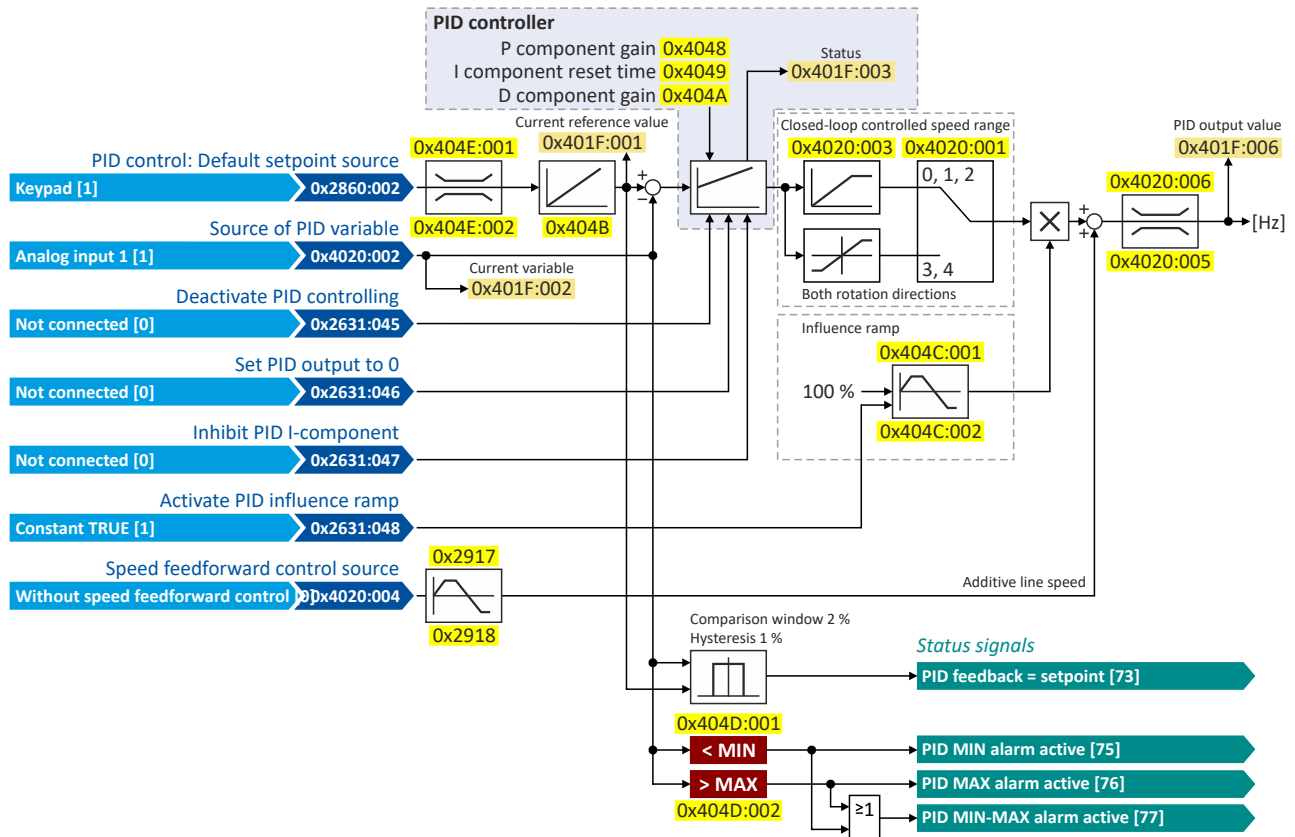 PID controller
P component gain 0x4048
I component reset time 0x4049
D component gain 0x404A
Status
0x401F:003
Current reference value
0x401F:001
Closed-loop controlled speed range
0x4020:003 0x4020:001
0, 1, 2
3, 4
Both rotation directions
PID output value
0x401F:006
0x404E:001
0x404E:002
0x404B
+
−
0x4020:006
0x4020:005
+
+
[Hz]
PID control: Default setpoint source
Keypad [1] 0x2860:002
Source of PID variable
Analog input 1 [1] 0x4020:002
Current variable
0x401F:002
Deactivate PID controlling
Not connected [0] 0x2631:045
Set PID output to 0
Not connected [0] 0x2631:046
Inhibit PID I-component
Not connected [0] 0x2631:047
Influence ramp
0x404C:001
100 %
0x404C:002
Activate PID influence ramp
Constant TRUE [1] 0x2631:048
Speed feedforward control source
Without speed feedforward control [0] 0x4020:004
0x2917
0x2918
Additive line speed
Comparison window 2 %
Hysteresis 1 %
Status signals
PID feedback = setpoint [73]
0x404D:001
< MIN
PID MIN alarm active [75]
> MAX
PID MAX alarm active [76]
0x404D:002
≥1
PID MIN-MAX alarm active [77]